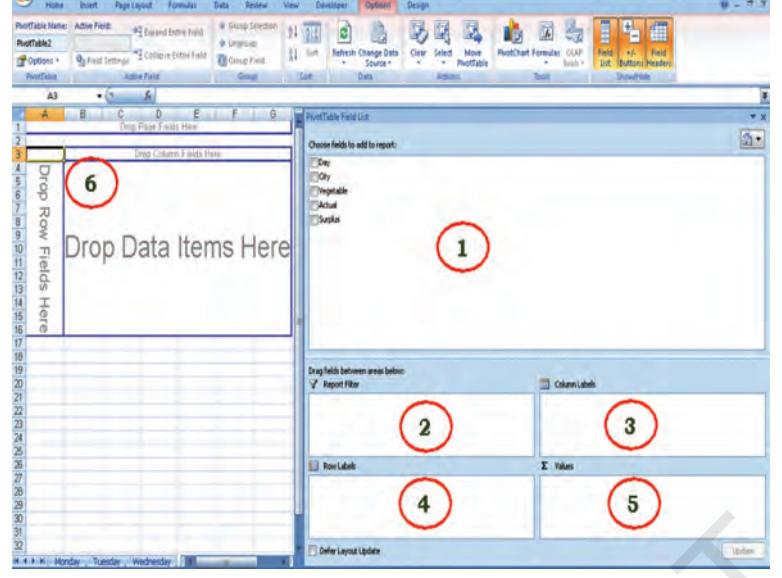 Home Insert Page Layout Formulas Data Review View Developer Options Design
PivotTable Name: Active Field: Expand Entire Field Group Selection
PivotTable2 Ungroup Sort Refresh Change Data Source Clear Select Move PivotTable PivotChart Formulas OLAP tools Field List +/- Buttons Field Headers
Options Field Settings Collapse Entire Field Group Field
PivotTable Active Field Group Sort Data Actions Tools Show/Hide
A3 fx
A B C D E F G
1 Drop Page Fields Here
2
3 Drop Column Fields Here
4
5
6
7
8
9
10
11
12
13
14
15
16
17
18
19
20
21
22
23
24
25
26
27
28
29
30
31
32
Drop Row Fields Here
6
Drop Data Items Here
Monday Tuesday Wednesday
PivotTable Field List
Choose fields to add to report:
Day
City
Vegetable
Actual
Surplus
1
Drag fields between areas below:
Report Filter Column Labels
2 3
Row Labels Σ Values
4 5
Defer Layout Update Update
T